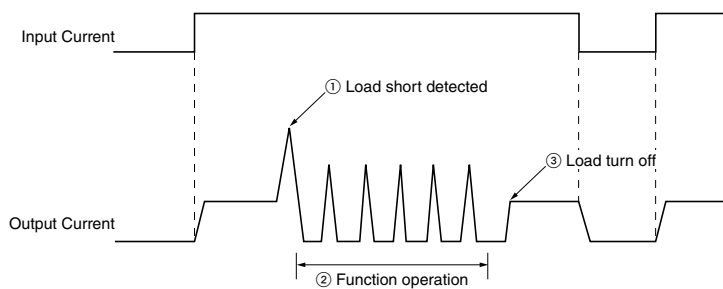 Input Current
① Load short detected
③ Load turn off
Output Current
② Function operation